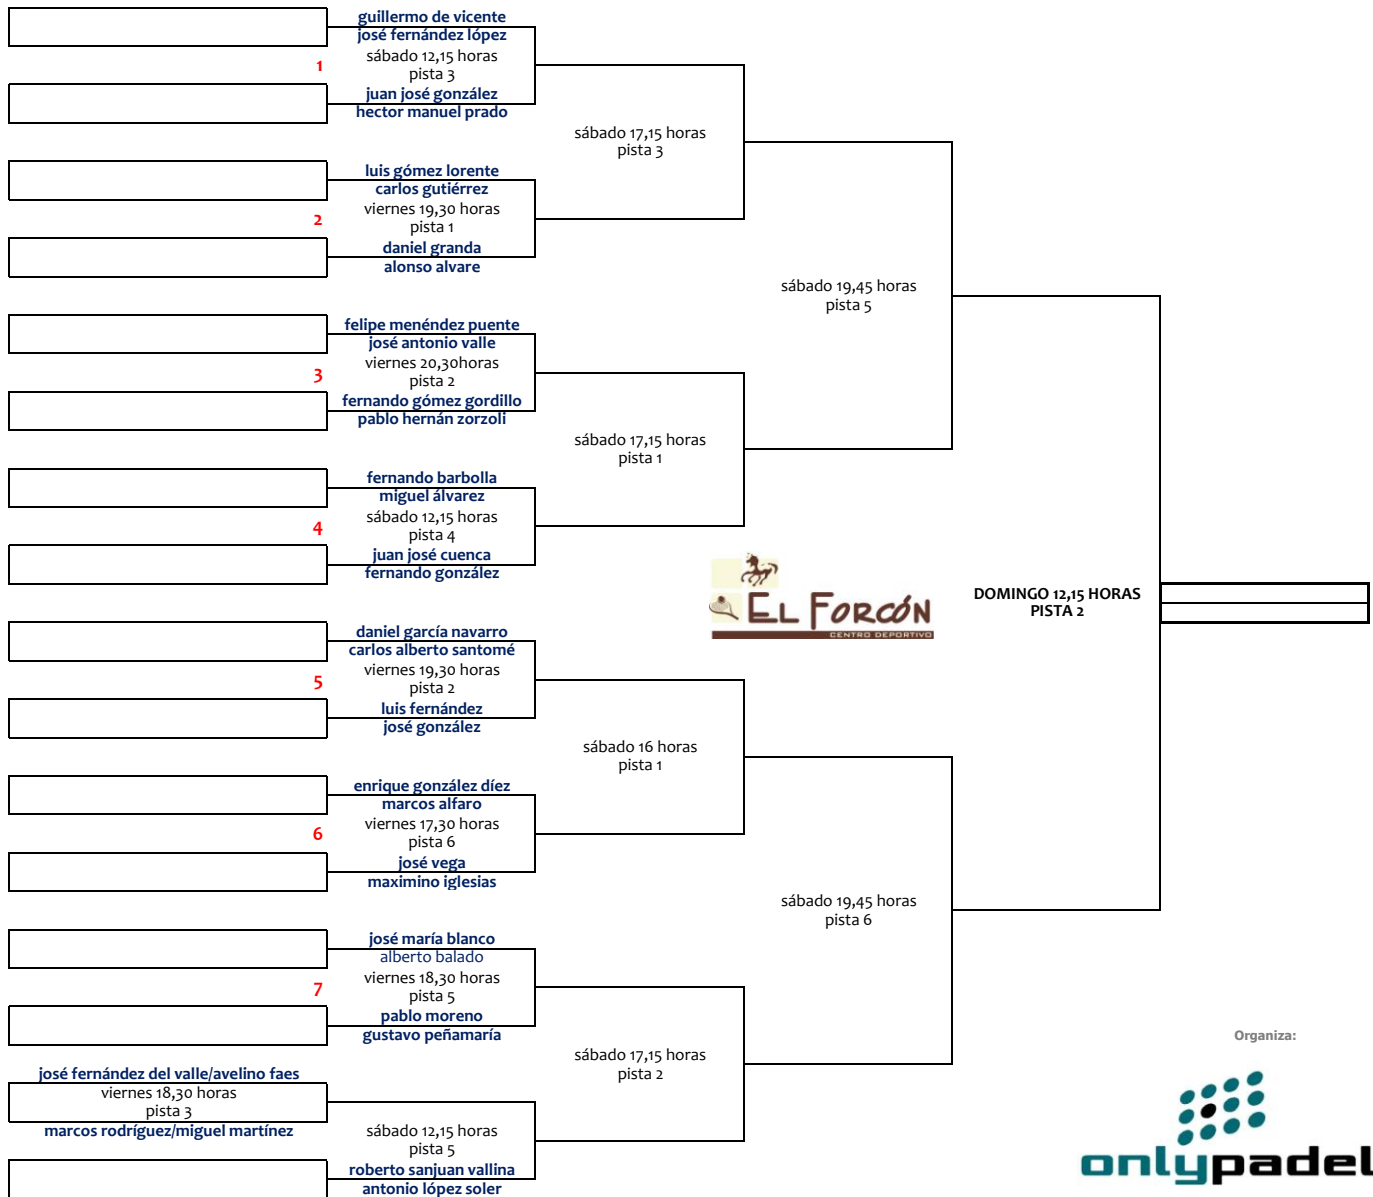 guillermo de vicente
josé fernández lópez
1
sábado 12,15 horas
pista 3
juan josé gonzález
hector manuel prado
sábado 17,15 horas
pista 3
luis gómez lorente
carlos gutiérrez
2
viernes 19,30 horas
pista 1
daniel granda
alonso alvare
sábado 19,45 horas
pista 5
felipe menéndez puente
josé antonio valle
3
viernes 20,30horas
pista 2
fernando gómez gordillo
pablo hernán zorzoli
sábado 17,15 horas
pista 1
fernando barbolla
miguel álvarez
4
sábado 12,15 horas
pista 4
juan josé cuenca
fernando gonzález
EL FORCÓN
CENTRO DEPORTIVO
DOMINGO 12,15 HORAS
PISTA 2
daniel garcía navarro
carlos alberto santomé
5
viernes 19,30 horas
pista 2
luis fernández
josé gonzález
sábado 16 horas
pista 1
enrique gonzález díez
marcos alfaro
6
viernes 17,30 horas
pista 6
josé vega
maximino iglesias
sábado 19,45 horas
pista 6
josé maría blanco
alberto balado
7
viernes 18,30 horas
pista 5
pablo moreno
gustavo peñamaría
sábado 17,15 horas
pista 2
josé fernández del valle/avelino faes
viernes 18,30 horas
pista 3
marcos rodríguez/miguel martínez
sábado 12,15 horas
pista 5
roberto sanjuan vallina
antonio lópez soler
Organiza:
onlypadel